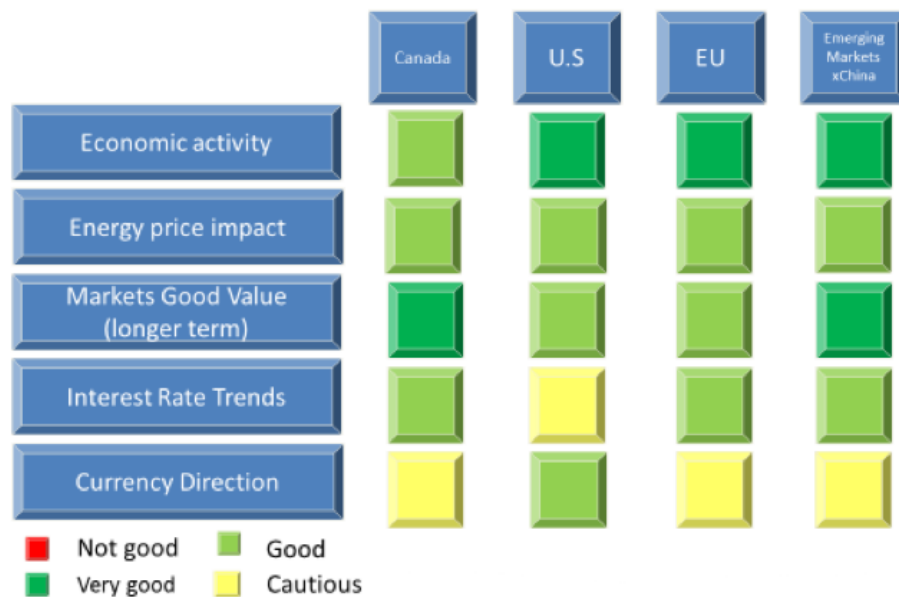 Canada
U.S
EU
Emerging
Markets
xChina
Economic activity
Energy price impact
Markets Good Value
(longer term)
Interest Rate Trends
Currency Direction
Not good
Good
Very good
Cautious